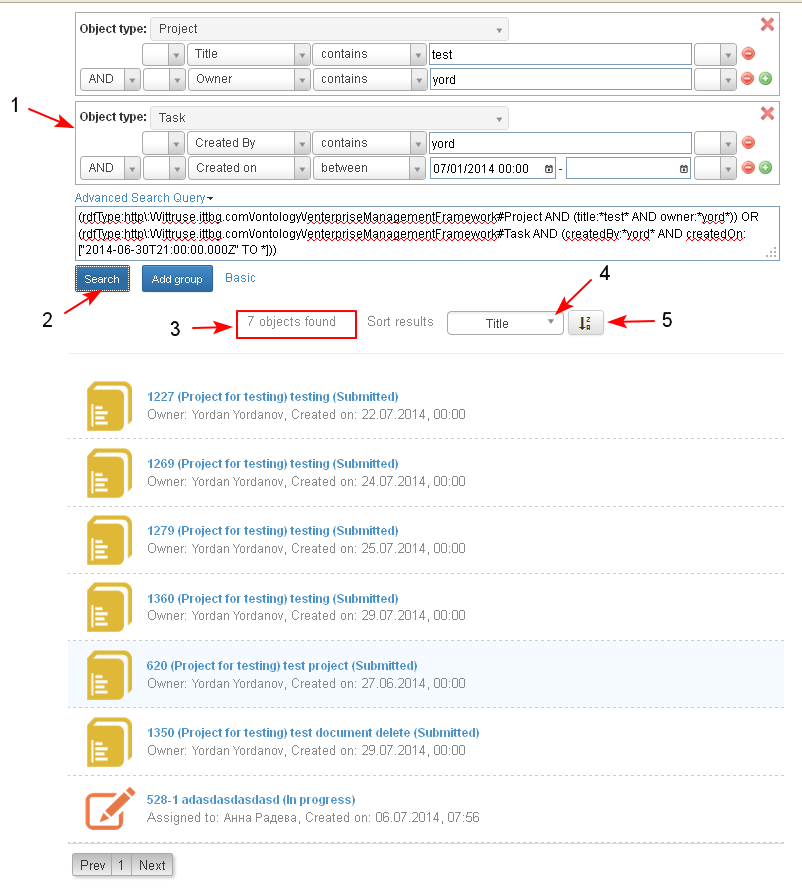 Object type: Project
Title contains test
AND Owner contains yord
1
Object type: Task
Created By contains yord
AND Created on between 07/01/2014 00:00 -
Advanced Search Query
(rdfType:http\:\/\/ittruse.ittbg.com\/ontology\/enterpriseManagementFramework#Project AND (title:*test* AND owner:*yord*)) OR
(rdfType:http\:\/\/ittruse.ittbg.com\/ontology\/enterpriseManagementFramework#Task AND (createdBy:*yord* AND createdOn:
["2014-06-30T21:00:00.000Z" TO *]))
Search Add group Basic
2
3
4
5
7 objects found Sort results Title
1227 (Project for testing) testing (Submitted)
Owner: Yordan Yordanov, Created on: 22.07.2014, 00:00
1269 (Project for testing) testing (Submitted)
Owner: Yordan Yordanov, Created on: 24.07.2014, 00:00
1279 (Project for testing) testing (Submitted)
Owner: Yordan Yordanov, Created on: 25.07.2014, 00:00
1360 (Project for testing) testing (Submitted)
Owner: Yordan Yordanov, Created on: 29.07.2014, 00:00
620 (Project for testing) test project (Submitted)
Owner: Yordan Yordanov, Created on: 27.06.2014, 00:00
1350 (Project for testing) test document delete (Submitted)
Owner: Yordan Yordanov, Created on: 29.07.2014, 00:00
528-1 adasdasdasdasd (In progress)
Assigned to: Анна Радева, Created on: 06.07.2014, 07:56
Prev 1 Next